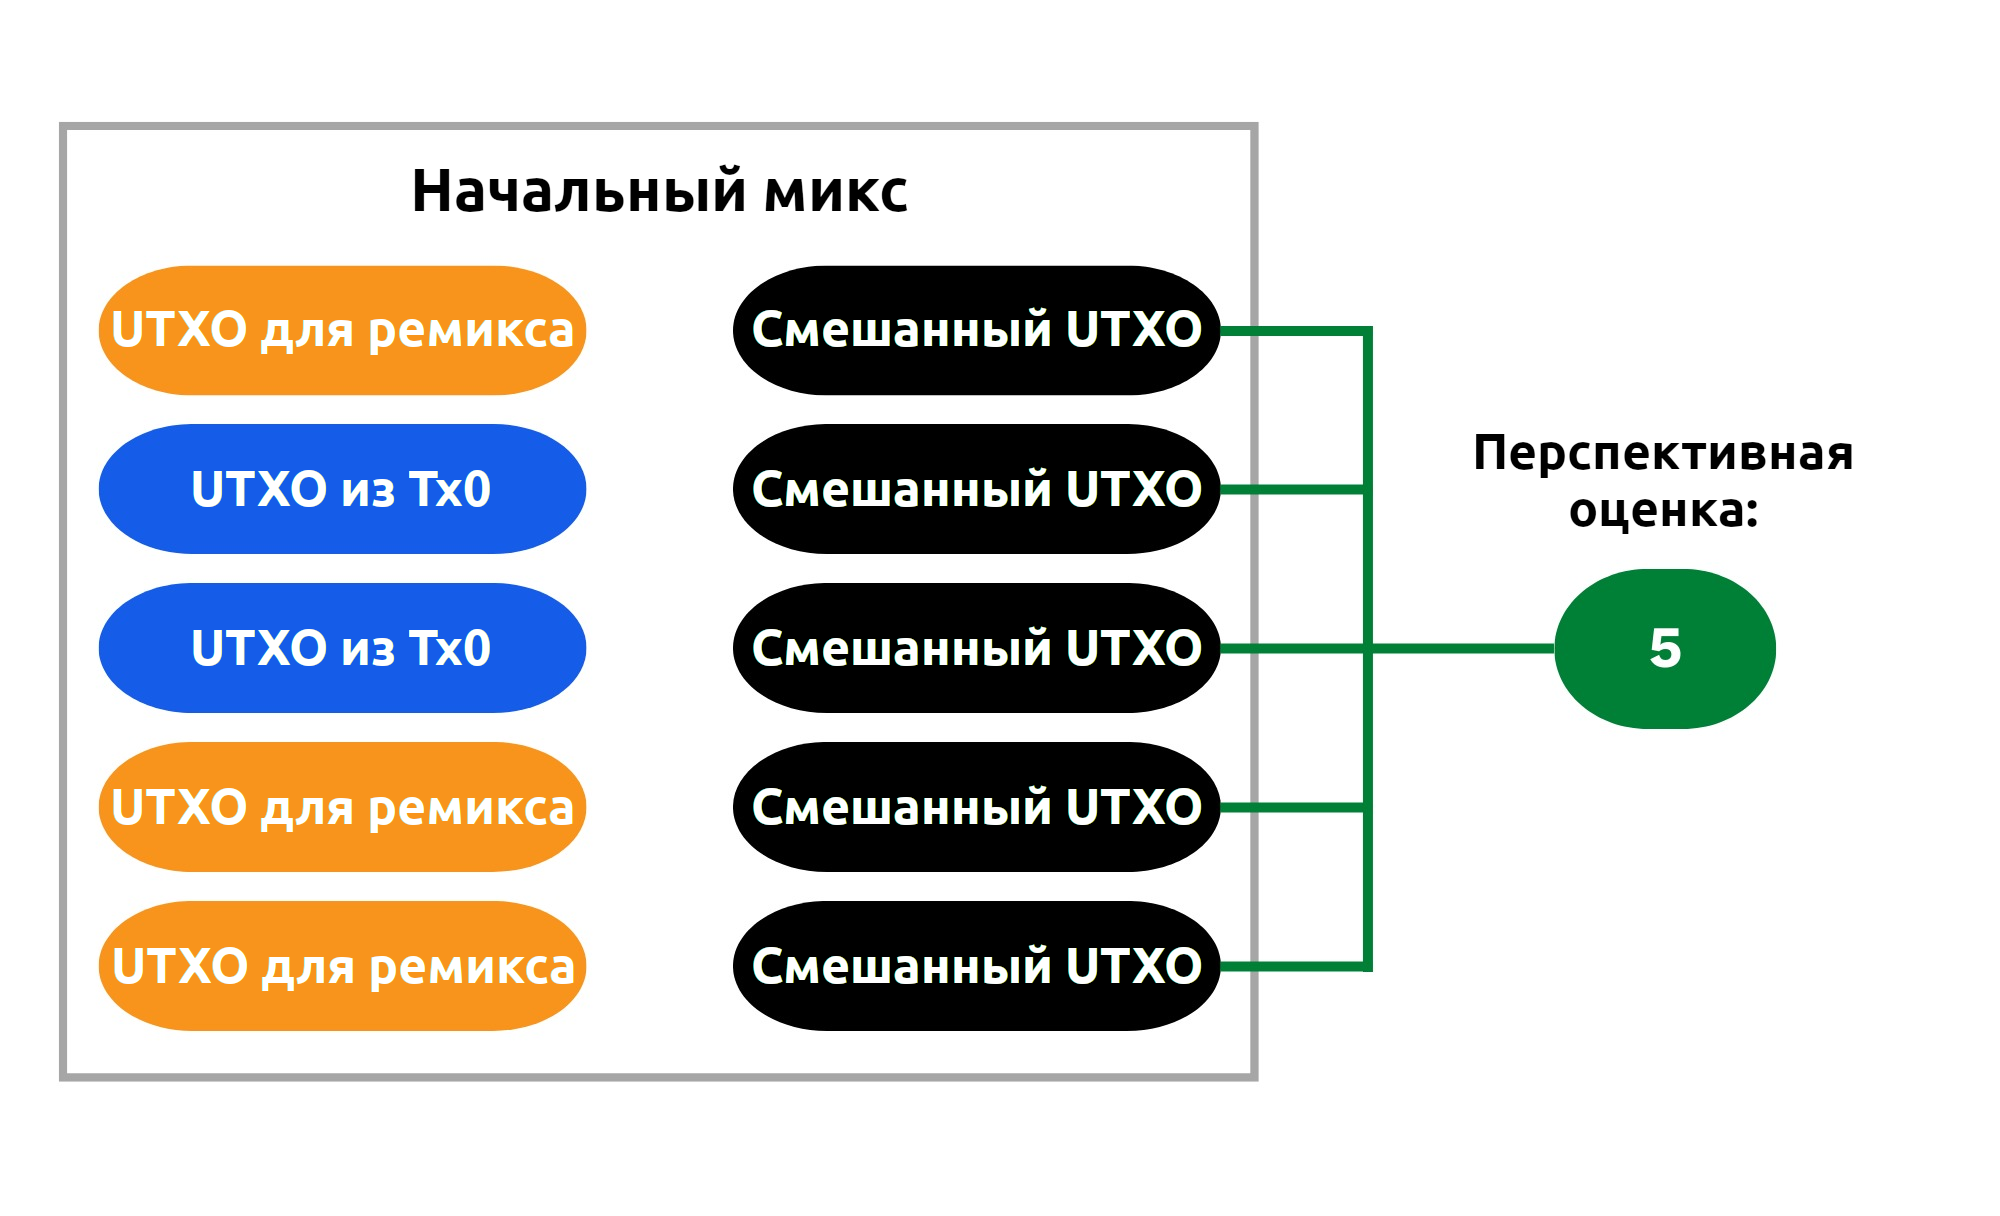 Начальный микс
UTXO для ремикса
Смешанный UTXO
UTXO из Tx0
Смешанный UTXO
UTXO из Tx0
Смешанный UTXO
UTXO для ремикса
Смешанный UTXO
UTXO для ремикса
Смешанный UTXO
Перспективная
оценка:
5